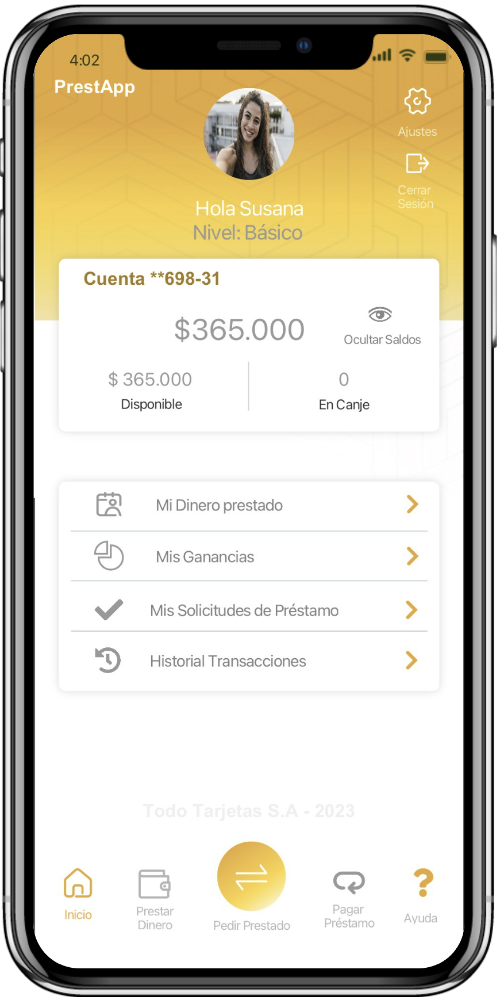 4:02
PrestApp
Ajustes
Cerrar
Sesión
Hola Susana
Nivel: Básico
Cuenta **698-31
$365.000
Ocultar Saldos
$ 365.000
0
Disponible
En Canje
Mi Dinero prestado
Mis Ganancias
Mis Solicitudes de Préstamo
Historial Transacciones
Todo Tarjetas S.A - 2023
Inicio
Prestar
Dinero
Pedir Prestado
Pagar
Préstamo
Ayuda